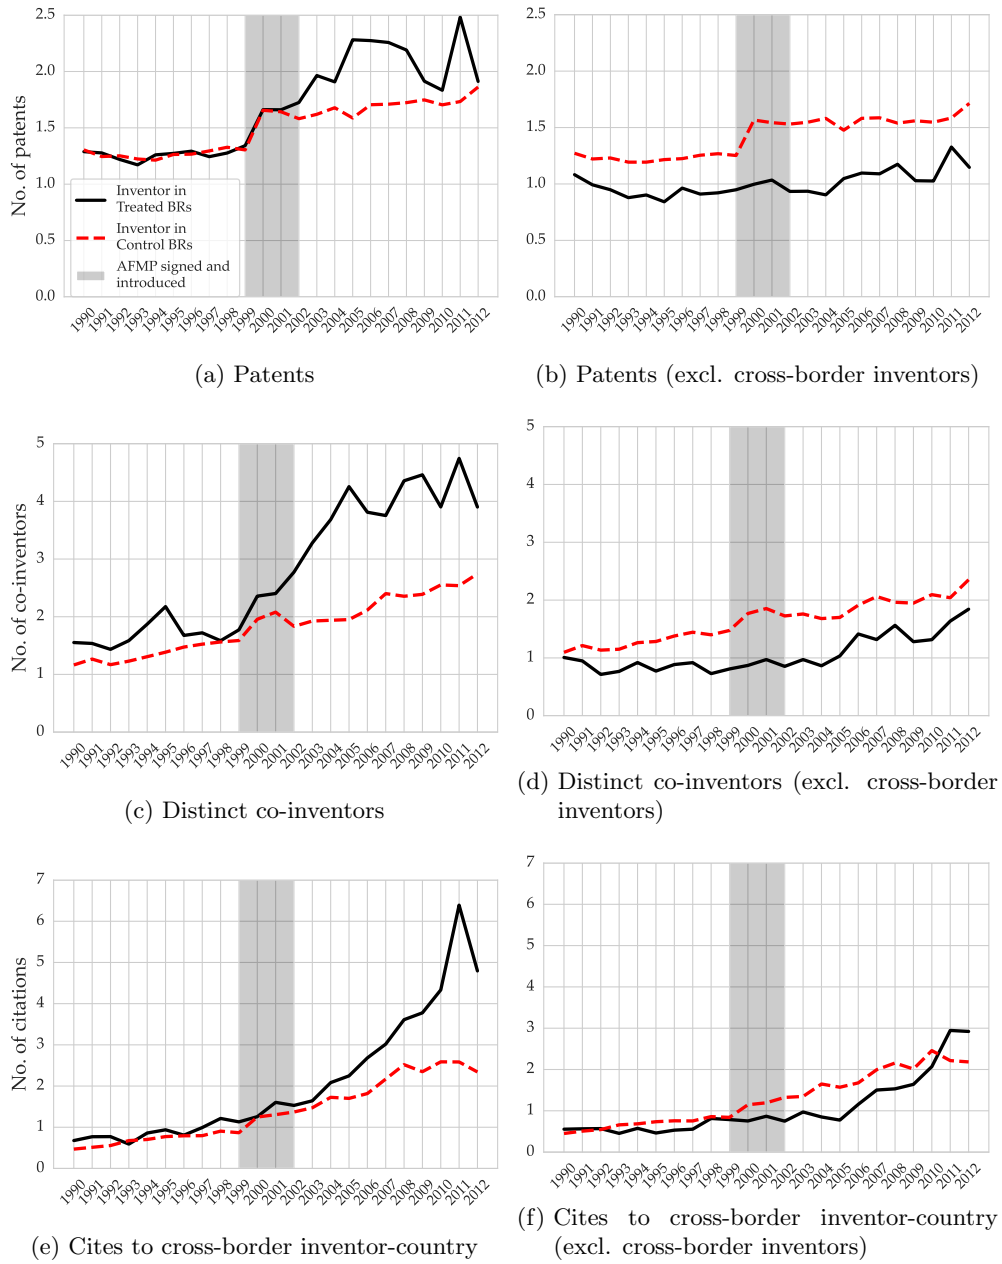 2.5
2.0
1.5
1.0
0.5
0.0
No. of patents
Inventor in
Treated BRs
Inventor in
Control BRs
AFMP signed and
introduced
1990 1991 1992 1993 1994 1995 1996 1997 1998 1999 2000 2001 2002 2003 2004 2005 2006 2007 2008 2009 2010 2011 2012
(a) Patents
2.5
2.0
1.5
1.0
0.5
0.0
1990 1991 1992 1993 1994 1995 1996 1997 1998 1999 2000 2001 2002 2003 2004 2005 2006 2007 2008 2009 2010 2011 2012
(b) Patents (excl. cross-border inventors)
5
4
3
2
1
0
No. of co-inventors
1990 1991 1992 1993 1994 1995 1996 1997 1998 1999 2000 2001 2002 2003 2004 2005 2006 2007 2008 2009 2010 2011 2012
(c) Distinct co-inventors
5
4
3
2
1
0
1990 1991 1992 1993 1994 1995 1996 1997 1998 1999 2000 2001 2002 2003 2004 2005 2006 2007 2008 2009 2010 2011 2012
(d) Distinct co-inventors (excl. cross-border
inventors)
7
6
5
4
3
2
1
0
No. of citations
1990 1991 1992 1993 1994 1995 1996 1997 1998 1999 2000 2001 2002 2003 2004 2005 2006 2007 2008 2009 2010 2011 2012
(e) Cites to cross-border inventor-country
7
6
5
4
3
2
1
0
1990 1991 1992 1993 1994 1995 1996 1997 1998 1999 2000 2001 2002 2003 2004 2005 2006 2007 2008 2009 2010 2011 2012
(f) Cites to cross-border inventor-country
(excl. cross-border inventors)